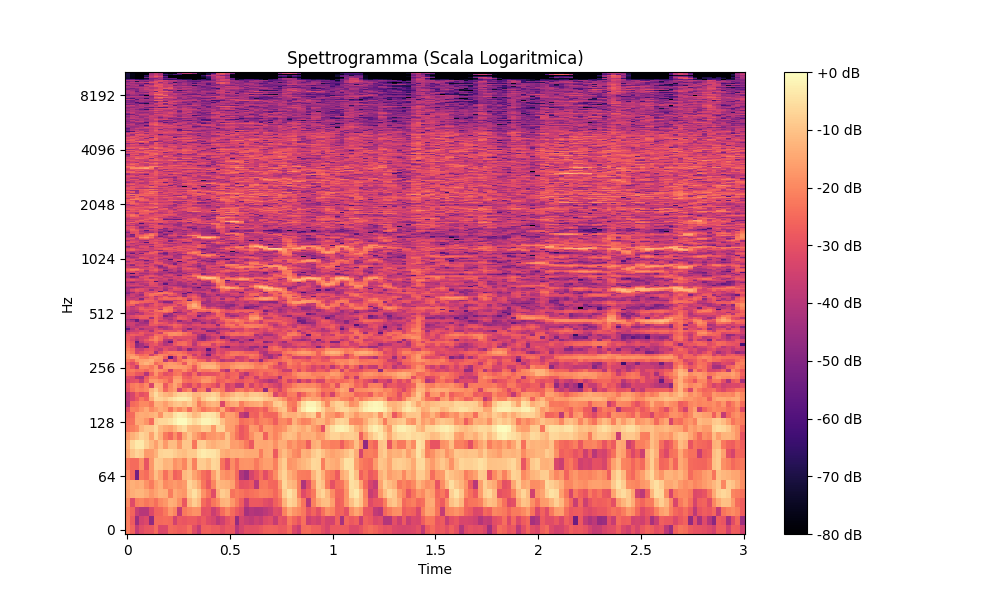 Spettrogramma (Scala Logaritmica)
8192
4096
2048
1024
512
256
128
64
0
Hz
0 0.5 1 1.5 2 2.5 3
Time
+0 dB
-10 dB
-20 dB
-30 dB
-40 dB
-50 dB
-60 dB
-70 dB
-80 dB